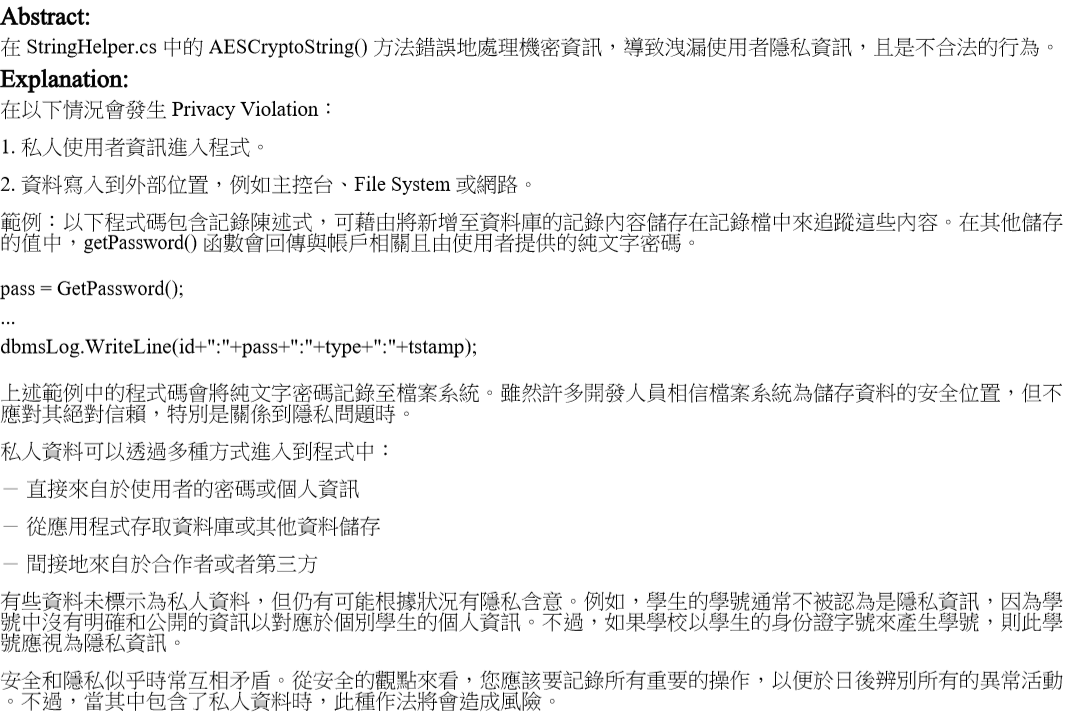 Abstract:
在 StringHelper.cs 中的 AESCryptoString() 方法錯誤地處理機密資訊，導致洩漏使用者隱私資訊，且是不合法的行為。
Explanation:
在以下情況會發生 Privacy Violation：
1. 私人使用者資訊進入程式。
2. 資料寫入到外部位置，例如主控台、File System 或網路。
範例：以下程式碼包含記錄陳述式，可藉由將新增至資料庫的記錄內容儲存在記錄檔中來追蹤這些內容。在其他儲存
的值中，getPassword() 函數會回傳與帳戶相關且由使用者提供的純文字密碼。
pass = GetPassword();
...
dbmsLog.WriteLine(id+":"+pass+":"+type+":"+tstamp);
上述範例中的程式碼會將純文字密碼記錄至檔案系統。雖然許多開發人員相信檔案系統為儲存資料的安全位置，但不
應對其絕對信賴，特別是關係到隱私問題時。
私人資料可以透過多種方式進入到程式中：
－ 直接來自於使用者的密碼或個人資訊
－ 從應用程式存取資料庫或其他資料儲存
－ 間接地來自於合作者或者第三方
有些資料未標示為私人資料，但仍有可能根據狀況有隱私含意。例如，學生的學號通常不被認為是隱私資訊，因為學
號中沒有明確和公開的資訊以對應於個別學生的個人資訊。不過，如果學校以學生的身份證字號來產生學號，則此學
號應視為隱私資訊。
安全和隱私似乎時常互相矛盾。從安全的觀點來看，您應該要記錄所有重要的操作，以便於日後辨別所有的異常活動
。不過，當其中包含了私人資料時，此種作法將會造成風險。